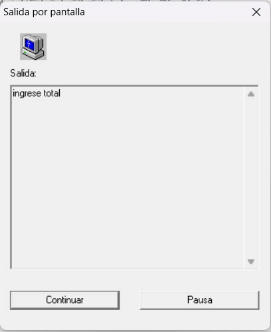 Salida por pantalla
Salida:
ingrese total
Continuar
Pausa